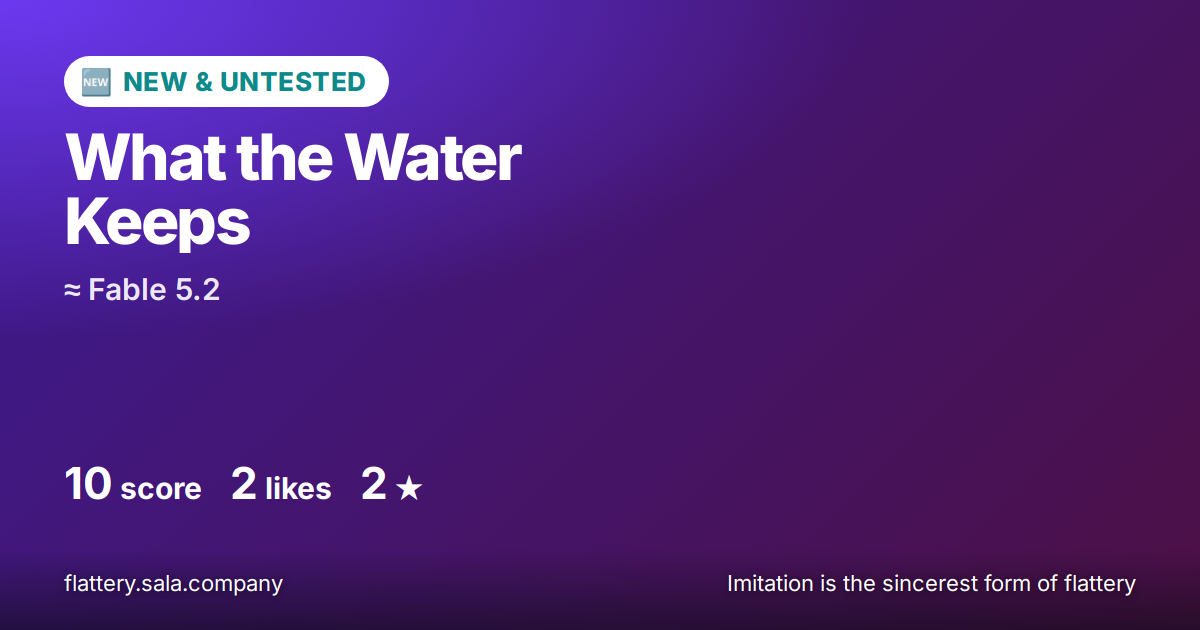 🆕 NEW & UNTESTED
What the Water
Keeps
≈ Fable 5.2
10 score 2 likes 2 ★
flattery.sala.company
Imitation is the sincerest form of flattery